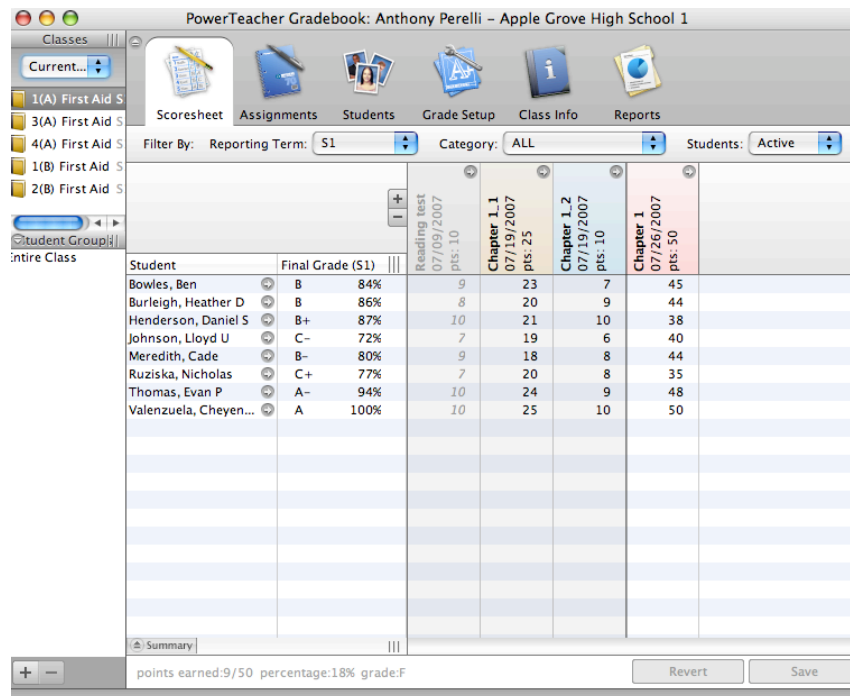 PowerTeacher Gradebook: Anthony Perelli – Apple Grove High School 1
Classes
Current...
1(A) First Aid S
3(A) First Aid S
4(A) First Aid S
1(B) First Aid S
2(B) First Aid S
Student Group
Entire Class
Scoresheet Assignments Students Grade Setup Class Info Reports
Filter By: Reporting Term: S1 Category: ALL Students: Active
Reading test
07/09/2007
pts: 10
Chapter 1_1
07/19/2007
pts: 25
Chapter 1_2
07/19/2007
pts: 10
Chapter 1
07/26/2007
pts: 50
Student Final Grade (S1)
Bowles, Ben B 84% 9 23 7 45
Burleigh, Heather D B 86% 8 20 9 44
Henderson, Daniel S B+ 87% 10 21 10 38
Johnson, Lloyd U C- 72% 7 19 6 40
Meredith, Cade B- 80% 9 18 8 44
Ruziska, Nicholas C+ 77% 7 20 8 35
Thomas, Evan P A- 94% 10 24 9 48
Valenzuela, Cheyen... A 100% 10 25 10 50
Summary
points earned:9/50 percentage:18% grade:F
Revert Save